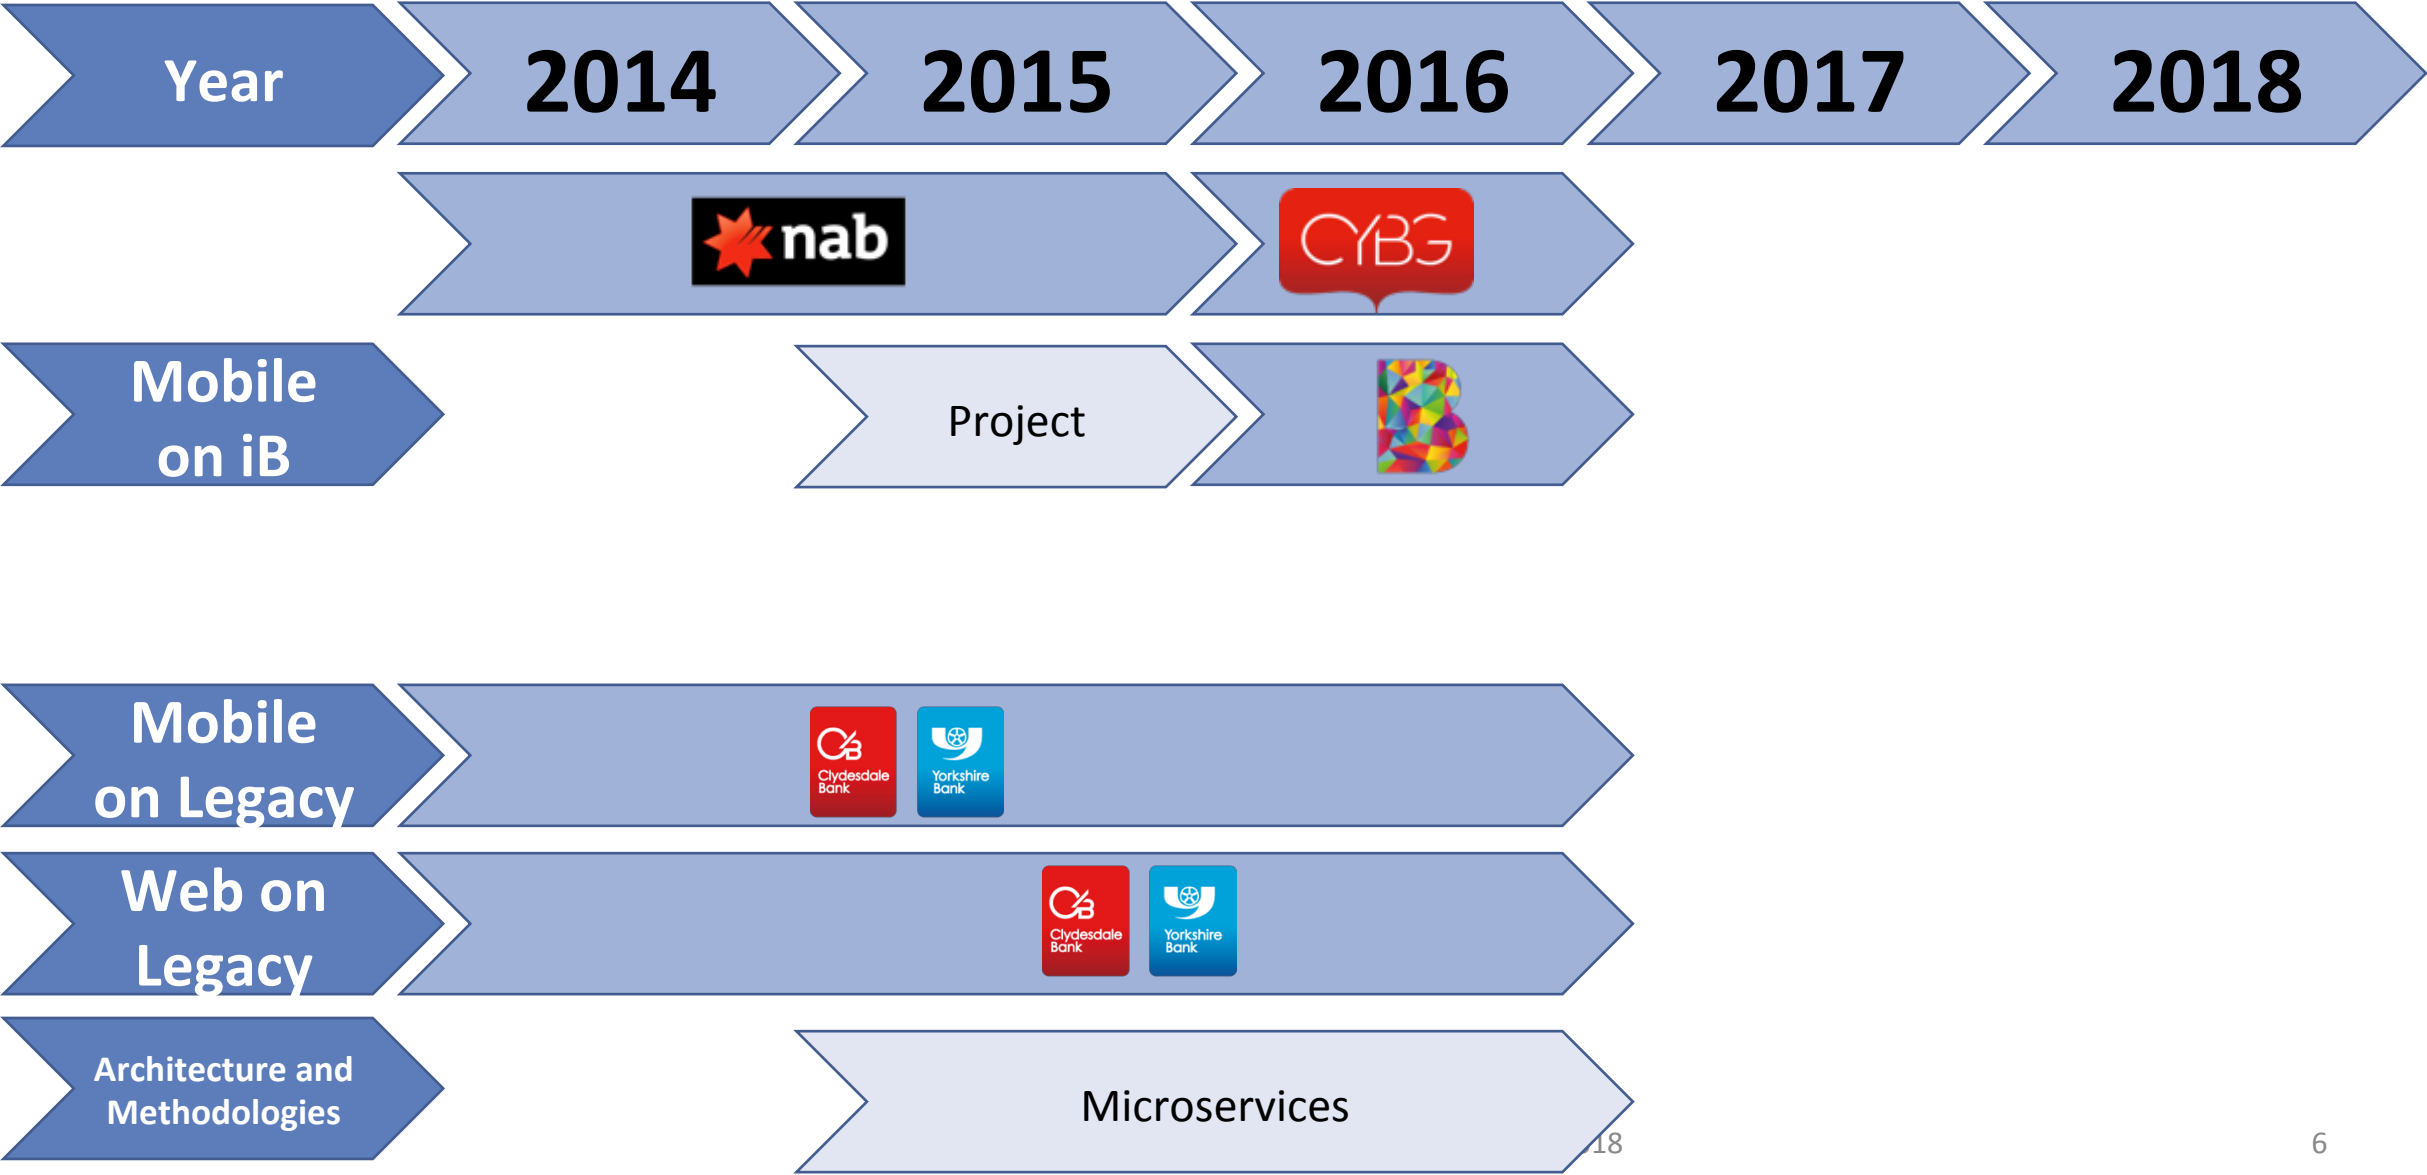 Year
2014
2015
2016
2017
2018
nab
CYBG
Mobile
on iB
Project
B
Mobile
on Legacy
Clydesdale
Bank
Yorkshire
Bank
Web on
Legacy
Clydesdale
Bank
Yorkshire
Bank
Architecture and
Methodologies
Microservices
18
6